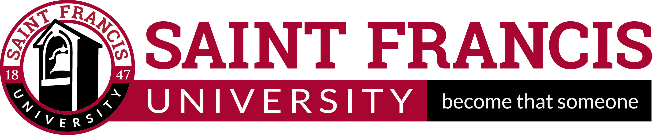 SAINT FRANCIS
18 47
UNIVERSITY
SAINT FRANCIS
UNIVERSITY become that someone